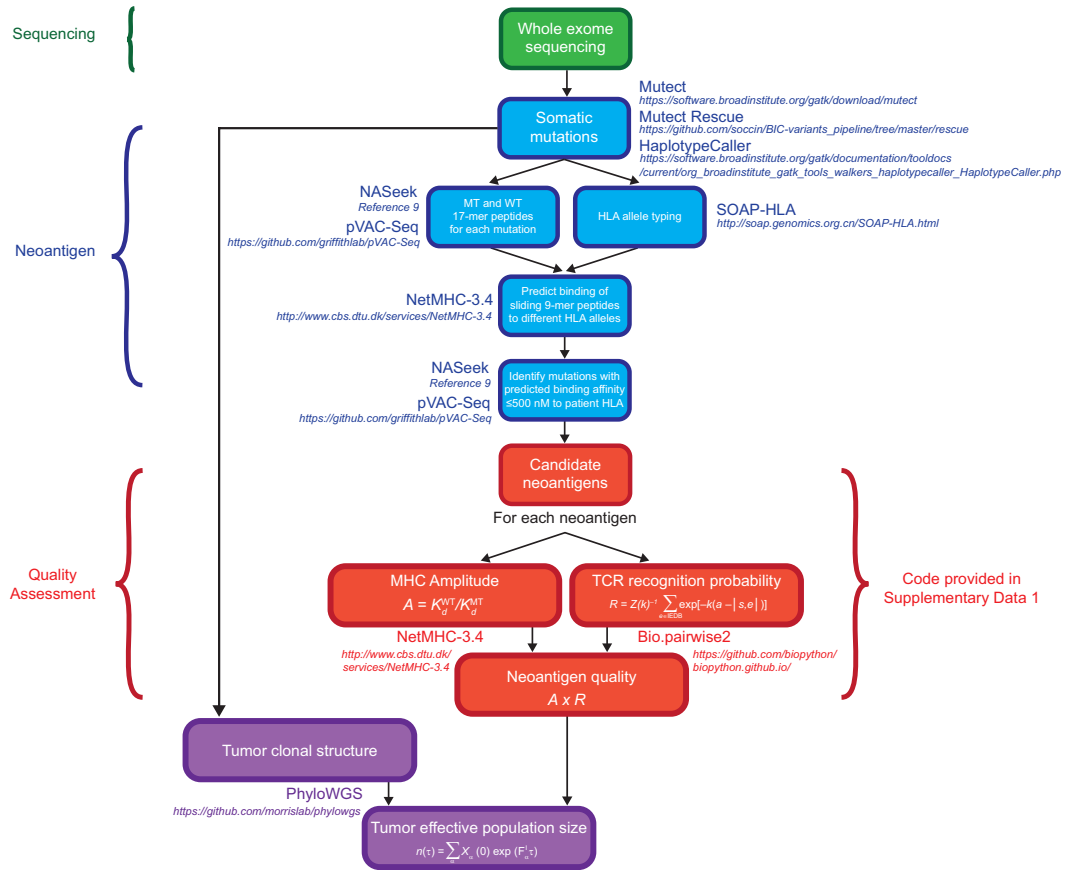 Sequencing
Whole exome
sequencing
Mutect
https://software.broadinstitute.org/gatk/download/mutect
Somatic
mutations
Mutect Rescue
https://github.com/soccin/BIC-variants_pipeline/tree/master/rescue
HaplotypeCaller
https://software.broadinstitute.org/gatk/documentation/tooldocs
/current/org_broadinstitute_gatk_tools_walkers_haplotypecaller_HaplotypeCaller.php
Neoantigen
NASeek
Reference 9
pVAC-Seq
https://github.com/griffithlab/pVAC-Seq
MT and WT
17-mer peptides
for each mutation
HLA allele typing
SOAP-HLA
http://soap.genomics.org.cn/SOAP-HLA.html
NetMHC-3.4
http://www.cbs.dtu.dk/services/NetMHC-3.4
Predict binding of
sliding 9-mer peptides
to different HLA alleles
NASeek
Reference 9
pVAC-Seq
https://github.com/griffithlab/pVAC-Seq
Identify mutations with
predicted binding affinity
≤500 nM to patient HLA
Candidate
neoantigens
For each neoantigen
Quality
Assessment
MHC Amplitude
A = K_d^WT/K_d^MT
TCR recognition probability
R = Z(k)⁻¹ ∑_{e∈IEDB} exp[–k(a –| s,e| )]
Code provided in
Supplementary Data 1
NetMHC-3.4
http://www.cbs.dtu.dk/
services/NetMHC-3.4
Bio.pairwise2
https://github.com/biopython/
biopython.github.io/
Neoantigen quality
A x R
Tumor clonal structure
PhyloWGS
https://github.com/morrislab/phylowgs
Tumor effective population size
n(τ) = ∑_α X_α (0) exp (F_α^I τ)